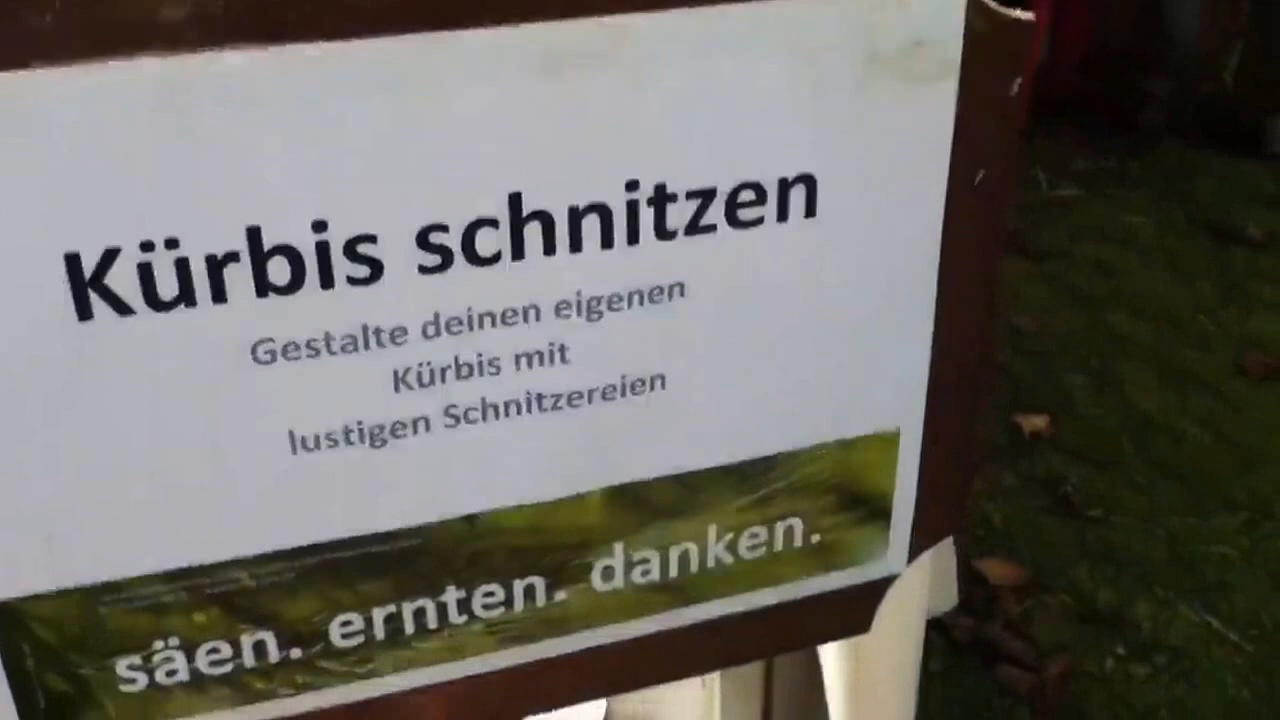 Kürbis schnitzen
Gestalte deinen eigenen
Kürbis mit
lustigen Schnitzereien
säen. ernten. danken.